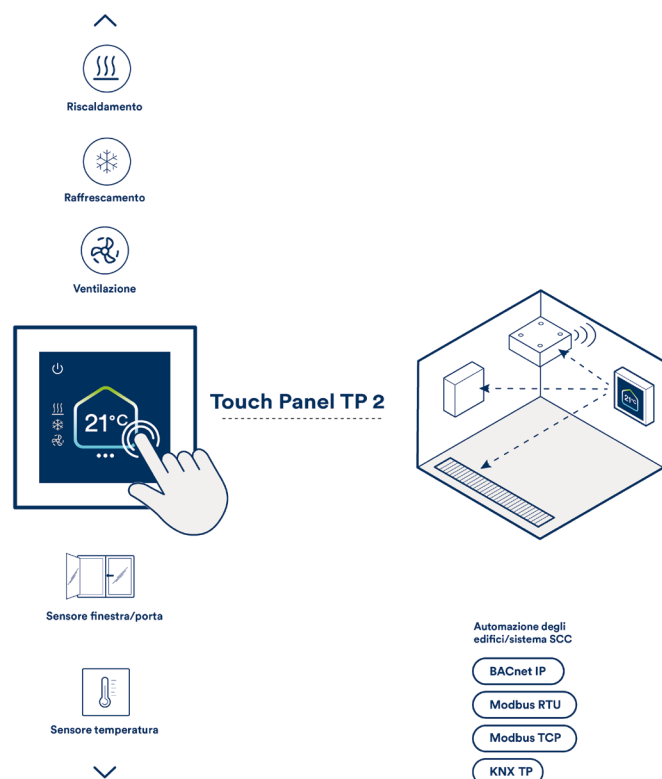 Riscaldamento
Raffrescamento
Ventilazione
21°C
Touch Panel TP 2
21°C
Sensore finestra/porta
Sensore temperatura
Automazione degli
edifici/sistema SCC
BACnet IP
Modbus RTU
Modbus TCP
KNX TP